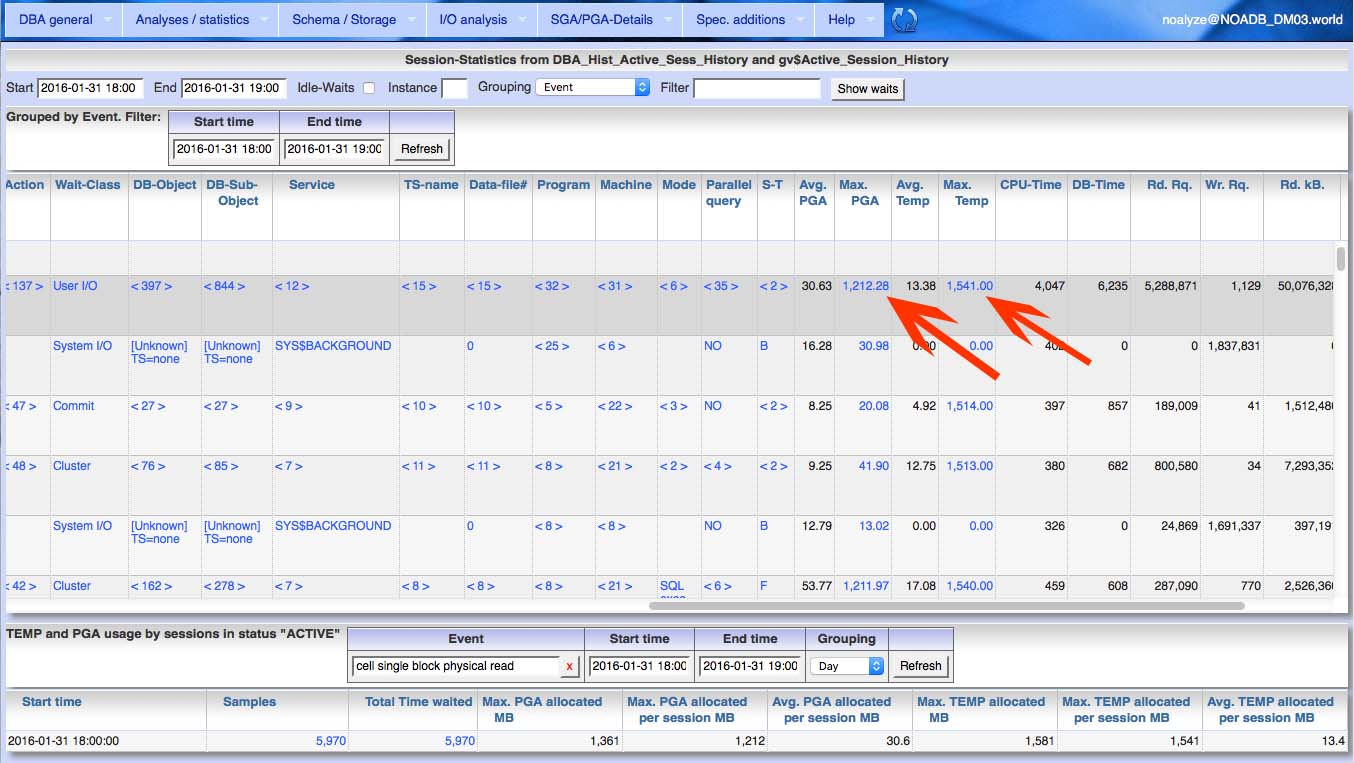 DBA general Analyses / statistics Schema / Storage I/O analysis SGA/PGA-Details Spec. additions Help noalyze@NOADB_DM03.world
Session-Statistics from DBA_Hist_Active_Sess_History and gv$Active_Session_History
Start 2016-01-31 18:00 End 2016-01-31 19:00 Idle-Waits Instance Grouping Event Filter Show waits
Grouped by Event. Filter: Start time End time
2016-01-31 18:00 2016-01-31 19:00 Refresh
Action Wait-Class DB-Object DB-Sub- Service TS-name Data-file# Program Machine Mode Parallel S-T Avg. Max. Avg. Max. CPU-Time DB-Time Rd. Rq. Wr. Rq. Rd. kB.
Object query PGA PGA Temp Temp
< 137 > User I/O < 397 > < 844 > < 12 > < 15 > < 15 > < 32 > < 31 > < 6 > < 35 > < 2 > 30.63 1,212.28 13.38 1,541.00 4,047 6,235 5,288,871 1,129 50,076,328
System I/O [Unknown] [Unknown] SYS$BACKGROUND 0 < 25 > < 6 > NO B 16.28 30.98 0.00 0.00 0 0 1,837,831
TS=none TS=none
< 47 > Commit < 27 > < 27 > < 9 > < 10 > < 10 > < 5 > < 22 > < 3 > NO < 2 > 8.25 20.08 4.92 1,514.00 397 857 189,009 41 1,512,480
< 48 > Cluster < 76 > < 85 > < 7 > < 11 > < 11 > < 8 > < 21 > < 2 > < 4 > < 2 > 9.25 41.90 12.75 1,513.00 380 682 800,580 34 7,293,352
System I/O [Unknown] [Unknown] SYS$BACKGROUND 0 < 8 > < 8 > NO B 12.79 13.02 0.00 0.00 326 0 24,869 1,691,337 397,19
TS=none TS=none
< 42 > Cluster < 162 > < 278 > < 7 > < 8 > < 8 > < 8 > < 21 > SQL < 6 > F 53.77 1,211.97 17.08 1,540.00 459 608 287,090 770 2,526,360
TEMP and PGA usage by sessions in status "ACTIVE" Event Start time End time Grouping
cell single block physical read x 2016-01-31 18:00 2016-01-31 19:00 Day Refresh
Start time Samples Total Time waited Max. PGA allocated Max. PGA allocated Avg. PGA allocated Max. TEMP allocated Max. TEMP allocated Avg. TEMP allocated
MB per session MB per session MB MB per session MB per session MB
2016-01-31 18:00:00 5,970 5,970 1,361 1,212 30.6 1,581 1,541 13.4